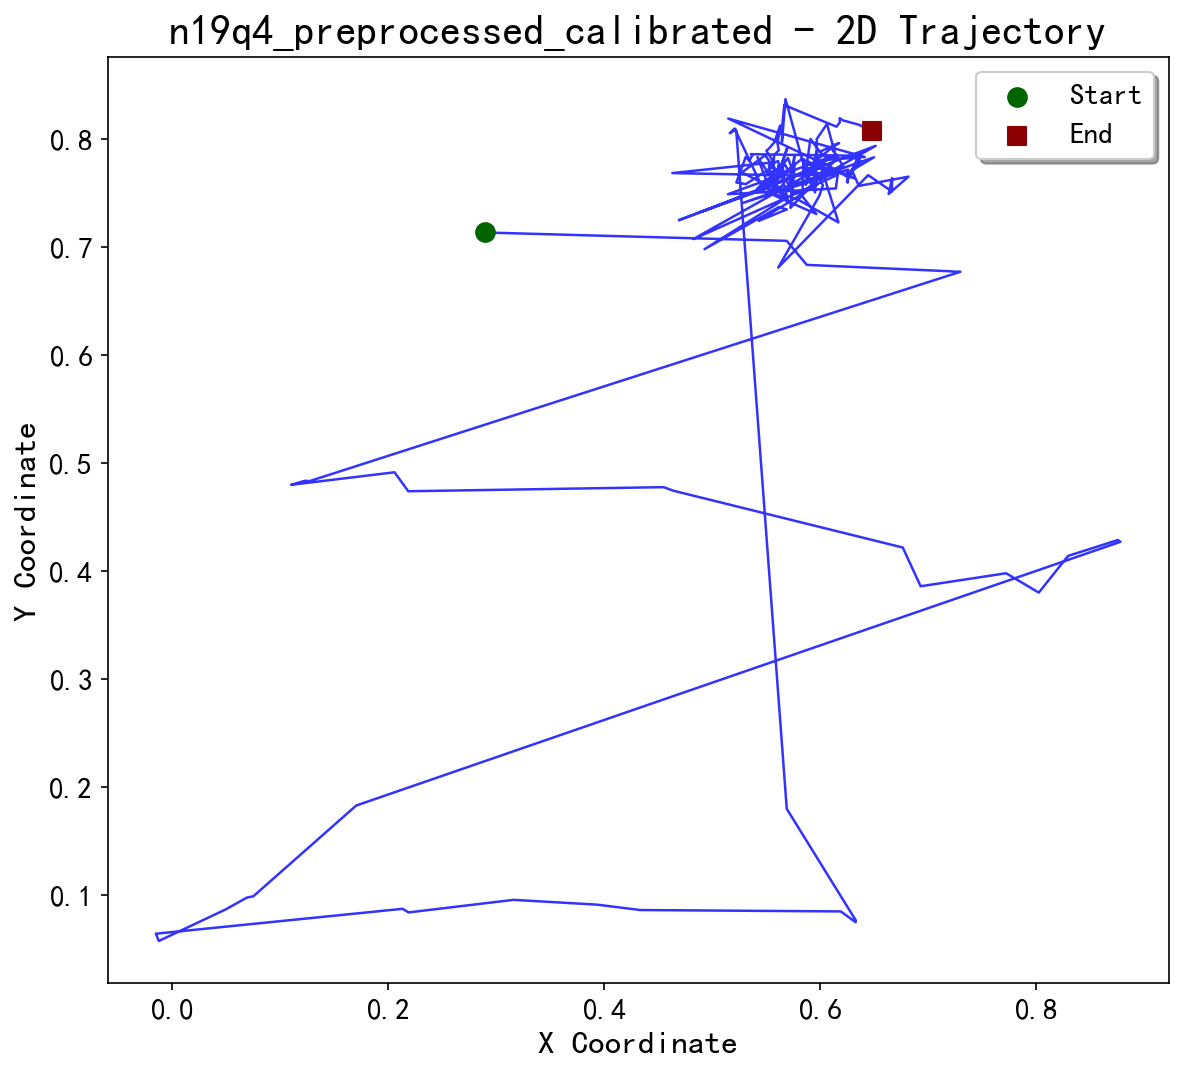 n19q4_preprocessed_calibrated - 2D Trajectory
Start
End
0.8
0.7
0.6
0.5
0.4
0.3
0.2
0.1
Y Coordinate
0.0 0.2 0.4 0.6 0.8
X Coordinate